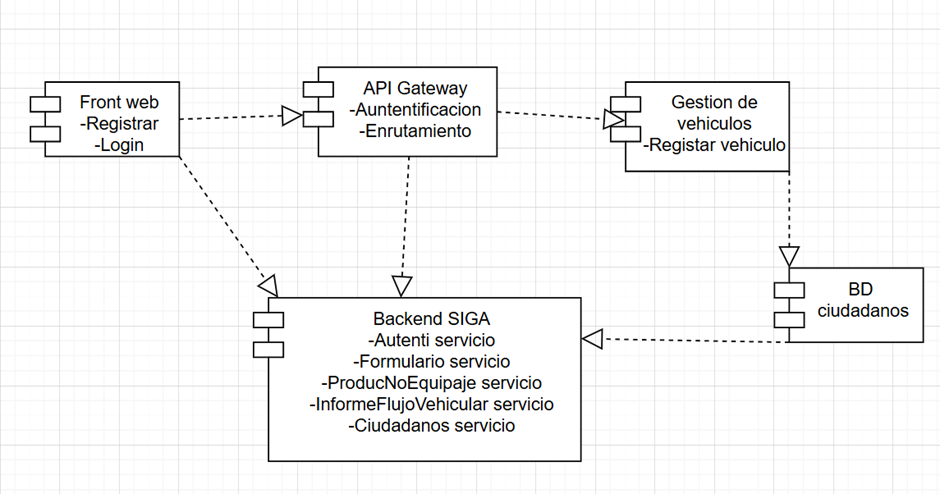 Front web
-Registrar
-Login
API Gateway
-Auntentificacion
-Enrutamiento
Gestion de
vehiculos
-Registar vehiculo
BD
ciudadanos
Backend SIGA
-Autenti servicio
-Formulario servicio
-ProducNoEquipaje servicio
-InformeFlujoVehicular servicio
-Ciudadanos servicio